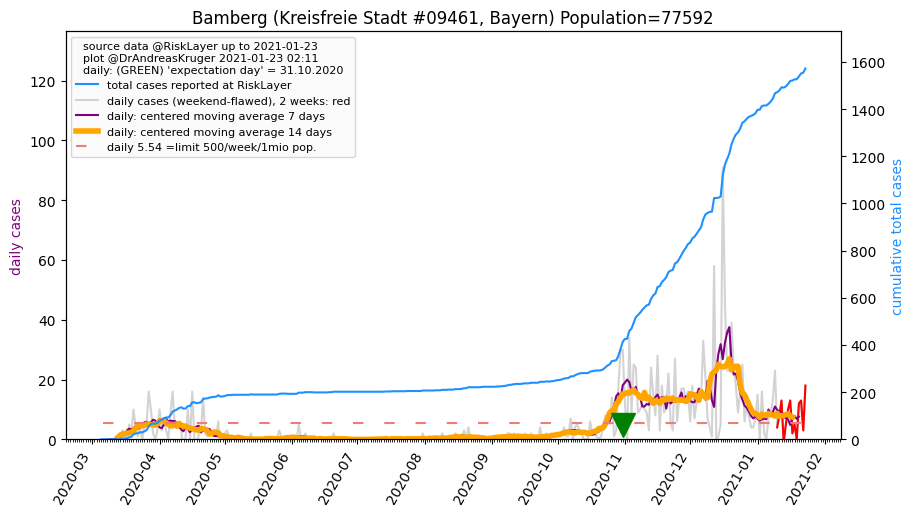 Bamberg (Kreisfreie Stadt #09461, Bayern) Population=77592
source data @RiskLayer up to 2021-01-23
plot @DrAndreasKruger 2021-01-23 02:11
daily: (GREEN) 'expectation day' = 31.10.2020
total cases reported at RiskLayer
daily cases (weekend-flawed), 2 weeks: red
daily: centered moving average 7 days
daily: centered moving average 14 days
daily 5.54 =limit 500/week/1mio pop.
daily cases
120
100
80
60
40
20
0
cumulative total cases
1600
1400
1200
1000
800
600
400
200
0
2020-03
2020-04
2020-05
2020-06
2020-07
2020-08
2020-09
2020-10
2020-11
2020-12
2021-01
2021-02